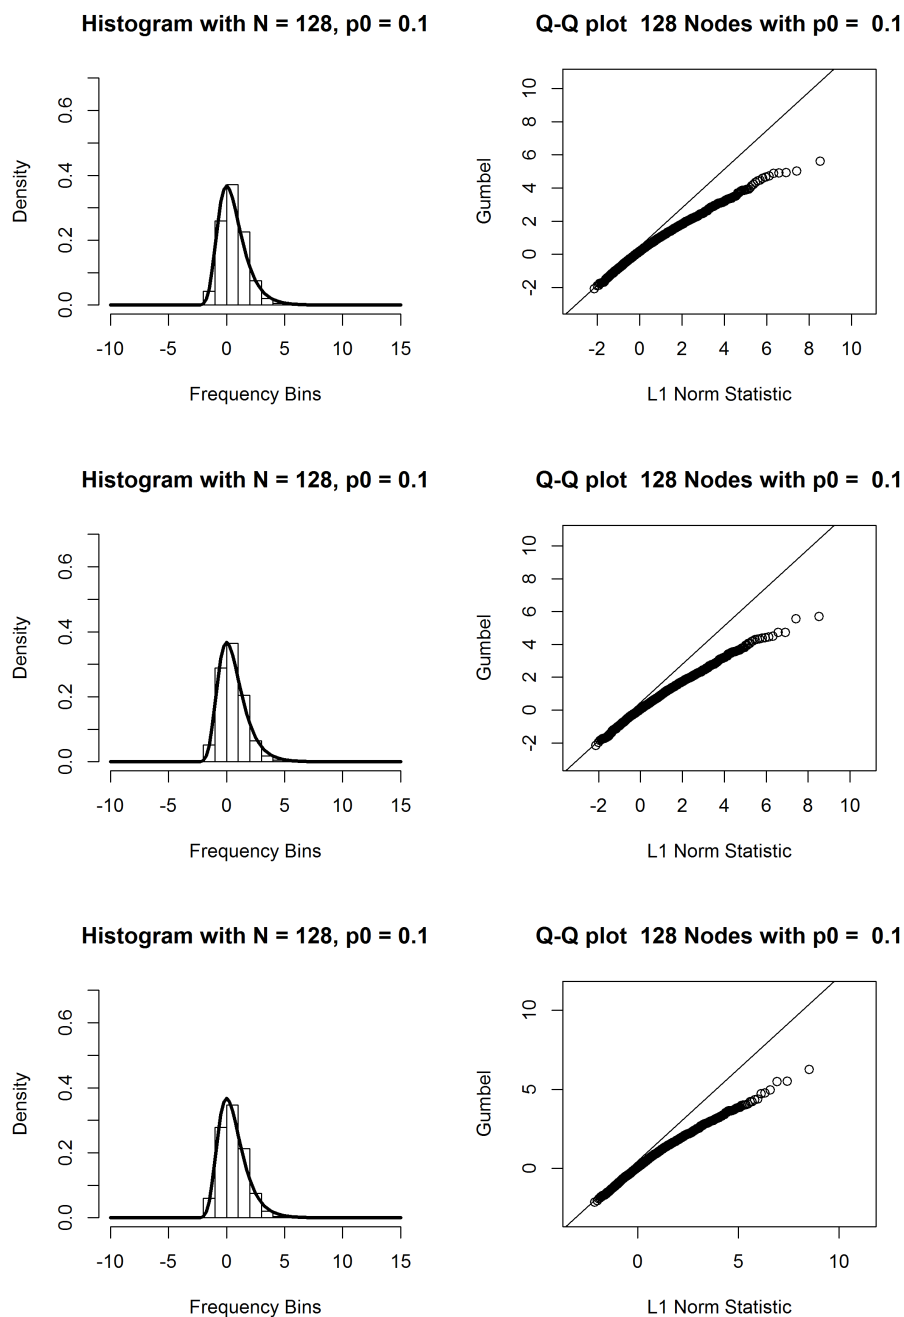 Histogram with N = 128, p0 = 0.1
Density
0.0 0.2 0.4 0.6
-10 -5 0 5 10 15
Frequency Bins
Q-Q plot  128 Nodes with p0 =  0.1
Gumbel
-2 0 2 4 6 8 10
-2 0 2 4 6 8 10
L1 Norm Statistic
Histogram with N = 128, p0 = 0.1
Density
0.0 0.2 0.4 0.6
-10 -5 0 5 10 15
Frequency Bins
Q-Q plot  128 Nodes with p0 =  0.1
Gumbel
-2 0 2 4 6 8 10
-2 0 2 4 6 8 10
L1 Norm Statistic
Histogram with N = 128, p0 = 0.1
Density
0.0 0.2 0.4 0.6
-10 -5 0 5 10 15
Frequency Bins
Q-Q plot  128 Nodes with p0 =  0.1
Gumbel
0 5 10
0 5 10
L1 Norm Statistic